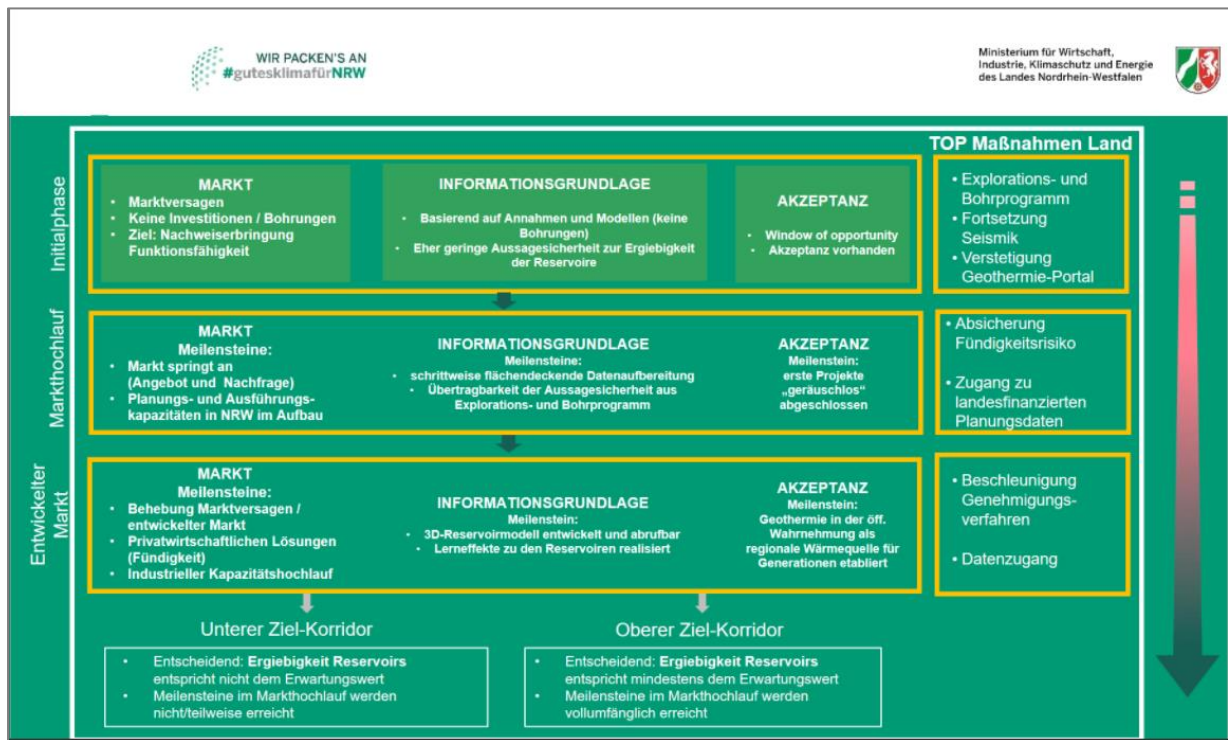 WIR PACKEN'S AN
#gutesklimafürNRW
Ministerium für Wirtschaft,
Industrie, Klimaschutz und Energie
des Landes Nordrhein-Westfalen
TOP Maßnahmen Land
Initialphase
MARKT
• Marktversagen
• Keine Investitionen / Bohrungen
• Ziel: Nachweiserbringung
Funktionsfähigkeit
INFORMATIONSGRUNDLAGE
• Basierend auf Annahmen und Modellen (keine
Bohrungen)
• Eher geringe Aussagesicherheit zur Ergiebigkeit
der Reservoire
AKZEPTANZ
• Window of opportunity
• Akzeptanz vorhanden
• Explorations- und
Bohrprogramm
• Fortsetzung
Seismik
• Verstetigung
Geothermie-Portal
Markthochlauf
MARKT
Meilensteine:
• Markt springt an
(Angebot und Nachfrage)
• Planungs- und Ausführungs-
kapazitäten in NRW im Aufbau
INFORMATIONSGRUNDLAGE
Meilensteine:
• schrittweise flächendeckende Datenaufbereitung
• Übertragbarkeit der Aussagesicherheit aus
Explorations- und Bohrprogramm
AKZEPTANZ
Meilenstein:
erste Projekte
„geräuschlos“
abgeschlossen
• Absicherung
Fündigkeitsrisiko
• Zugang zu
landesfinanzierten
Planungsdaten
Entwickelter
Markt
MARKT
Meilensteine:
• Behebung Marktversagen /
entwickelter Markt
• Privatwirtschaftlichen Lösungen
(Fündigkeit)
• Industrieller Kapazitätshochlauf
INFORMATIONSGRUNDLAGE
Meilenstein:
• 3D-Reservoirmodell entwickelt und abrufbar
• Lerneffekte zu den Reservoiren realisiert
AKZEPTANZ
Meilenstein:
Geothermie in der öff.
Wahrnehmung als
regionale Wärmequelle für
Generationen etabliert
• Beschleunigung
Genehmigungs-
verfahren
• Datenzugang
Unterer Ziel-Korridor
• Entscheidend: Ergiebigkeit Reservoirs
entspricht nicht dem Erwartungswert
• Meilensteine im Markthochlauf werden
nicht/teilweise erreicht
Oberer Ziel-Korridor
• Entscheidend: Ergiebigkeit Reservoirs
entspricht mindestens dem Erwartungswert
• Meilensteine im Markthochlauf werden
vollumfänglich erreicht